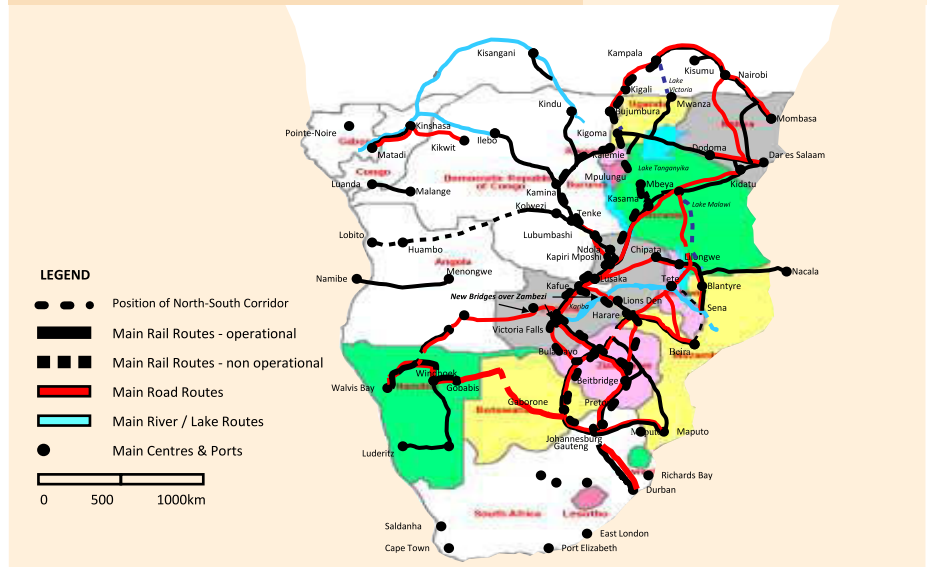 Kisangani
Kampala
Kisumu
Nairobi
Lake
Victoria
Kigali
Mwanza
Kindu
Bujumbura
Uganda
Mombasa
Pointe-Noire
Kinshasa
Kigoma
Kikwit
Ilebo
Matadi
Kalemie
Dodoma
Dar es Salaam
Congo
Lake Tanganyika
Luanda
Malange
Democratic Republic
of Congo
Burundi
Mpulungu
Mbeya
Kidatu
Kamina
Kasama
Lake Malawi
Kolwezi
Tenke
Lobito
Huambo
Lubumbashi
Ndola
Kapiri Mposhi
Chipata
Angola
LEGEND
Namibe
Menongwe
Lusaka
Tete
Nacala
Kafue
Blantyre
Position of North-South Corridor
New Bridges over Zambezi
Kariba
Lions Den
Sena
Main Rail Routes - operational
Victoria Falls
Harare
Main Rail Routes - non operational
Bulawayo
Beira
Windhoek
Walvis Bay
Gobabis
Beitbridge
Main Road Routes
Gaborone
Botswana
Main River / Lake Routes
Johannesburg
Maputo
Gauteng
Main Centres & Ports
Luderitz
Richards Bay
0 500 1000km
Durban
South Africa
Lesotho
Saldanha
East London
Cape Town
Port Elizabeth